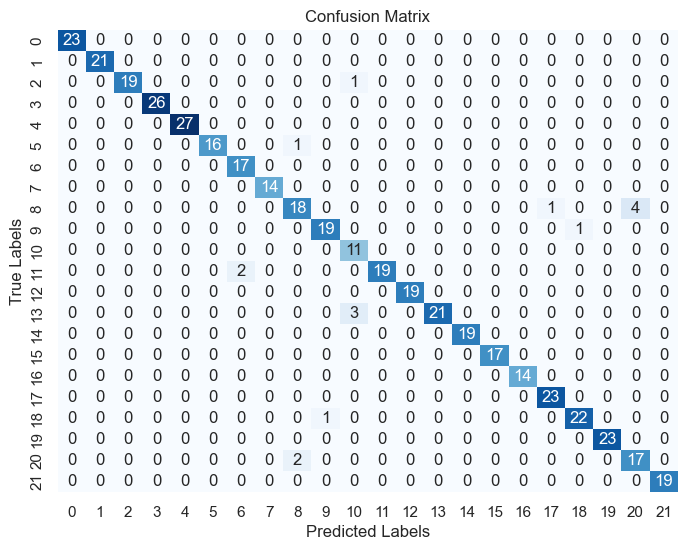 Confusion Matrix
True Labels
0 23 0 0 0 0 0 0 0 0 0 0 0 0 0 0 0 0 0 0 0 0 0
1 0 21 0 0 0 0 0 0 0 0 0 0 0 0 0 0 0 0 0 0 0 0
2 0 0 19 0 0 0 0 0 0 0 1 0 0 0 0 0 0 0 0 0 0 0
3 0 0 0 26 0 0 0 0 0 0 0 0 0 0 0 0 0 0 0 0 0 0
4 0 0 0 0 27 0 0 0 0 0 0 0 0 0 0 0 0 0 0 0 0 0
5 0 0 0 0 0 16 0 0 1 0 0 0 0 0 0 0 0 0 0 0 0 0
6 0 0 0 0 0 0 17 0 0 0 0 0 0 0 0 0 0 0 0 0 0 0
7 0 0 0 0 0 0 0 14 0 0 0 0 0 0 0 0 0 0 0 0 0 0
8 0 0 0 0 0 0 0 0 18 0 0 0 0 0 0 0 0 1 0 0 4 0
9 0 0 0 0 0 0 0 0 0 19 0 0 0 0 0 0 0 0 1 0 0 0
10 0 0 0 0 0 0 0 0 0 0 11 0 0 0 0 0 0 0 0 0 0 0
11 0 0 0 0 0 0 2 0 0 0 0 19 0 0 0 0 0 0 0 0 0 0
12 0 0 0 0 0 0 0 0 0 0 0 0 19 0 0 0 0 0 0 0 0 0
13 0 0 0 0 0 0 0 0 0 0 3 0 0 21 0 0 0 0 0 0 0 0
14 0 0 0 0 0 0 0 0 0 0 0 0 0 0 19 0 0 0 0 0 0 0
15 0 0 0 0 0 0 0 0 0 0 0 0 0 0 0 17 0 0 0 0 0 0
16 0 0 0 0 0 0 0 0 0 0 0 0 0 0 0 0 14 0 0 0 0 0
17 0 0 0 0 0 0 0 0 0 0 0 0 0 0 0 0 0 23 0 0 0 0
18 0 0 0 0 0 0 0 0 0 1 0 0 0 0 0 0 0 0 22 0 0 0
19 0 0 0 0 0 0 0 0 0 0 0 0 0 0 0 0 0 0 0 23 0 0
20 0 0 0 0 0 0 0 0 2 0 0 0 0 0 0 0 0 0 0 0 17 0
21 0 0 0 0 0 0 0 0 0 0 0 0 0 0 0 0 0 0 0 0 0 19
0 1 2 3 4 5 6 7 8 9 10 11 12 13 14 15 16 17 18 19 20 21
Predicted Labels